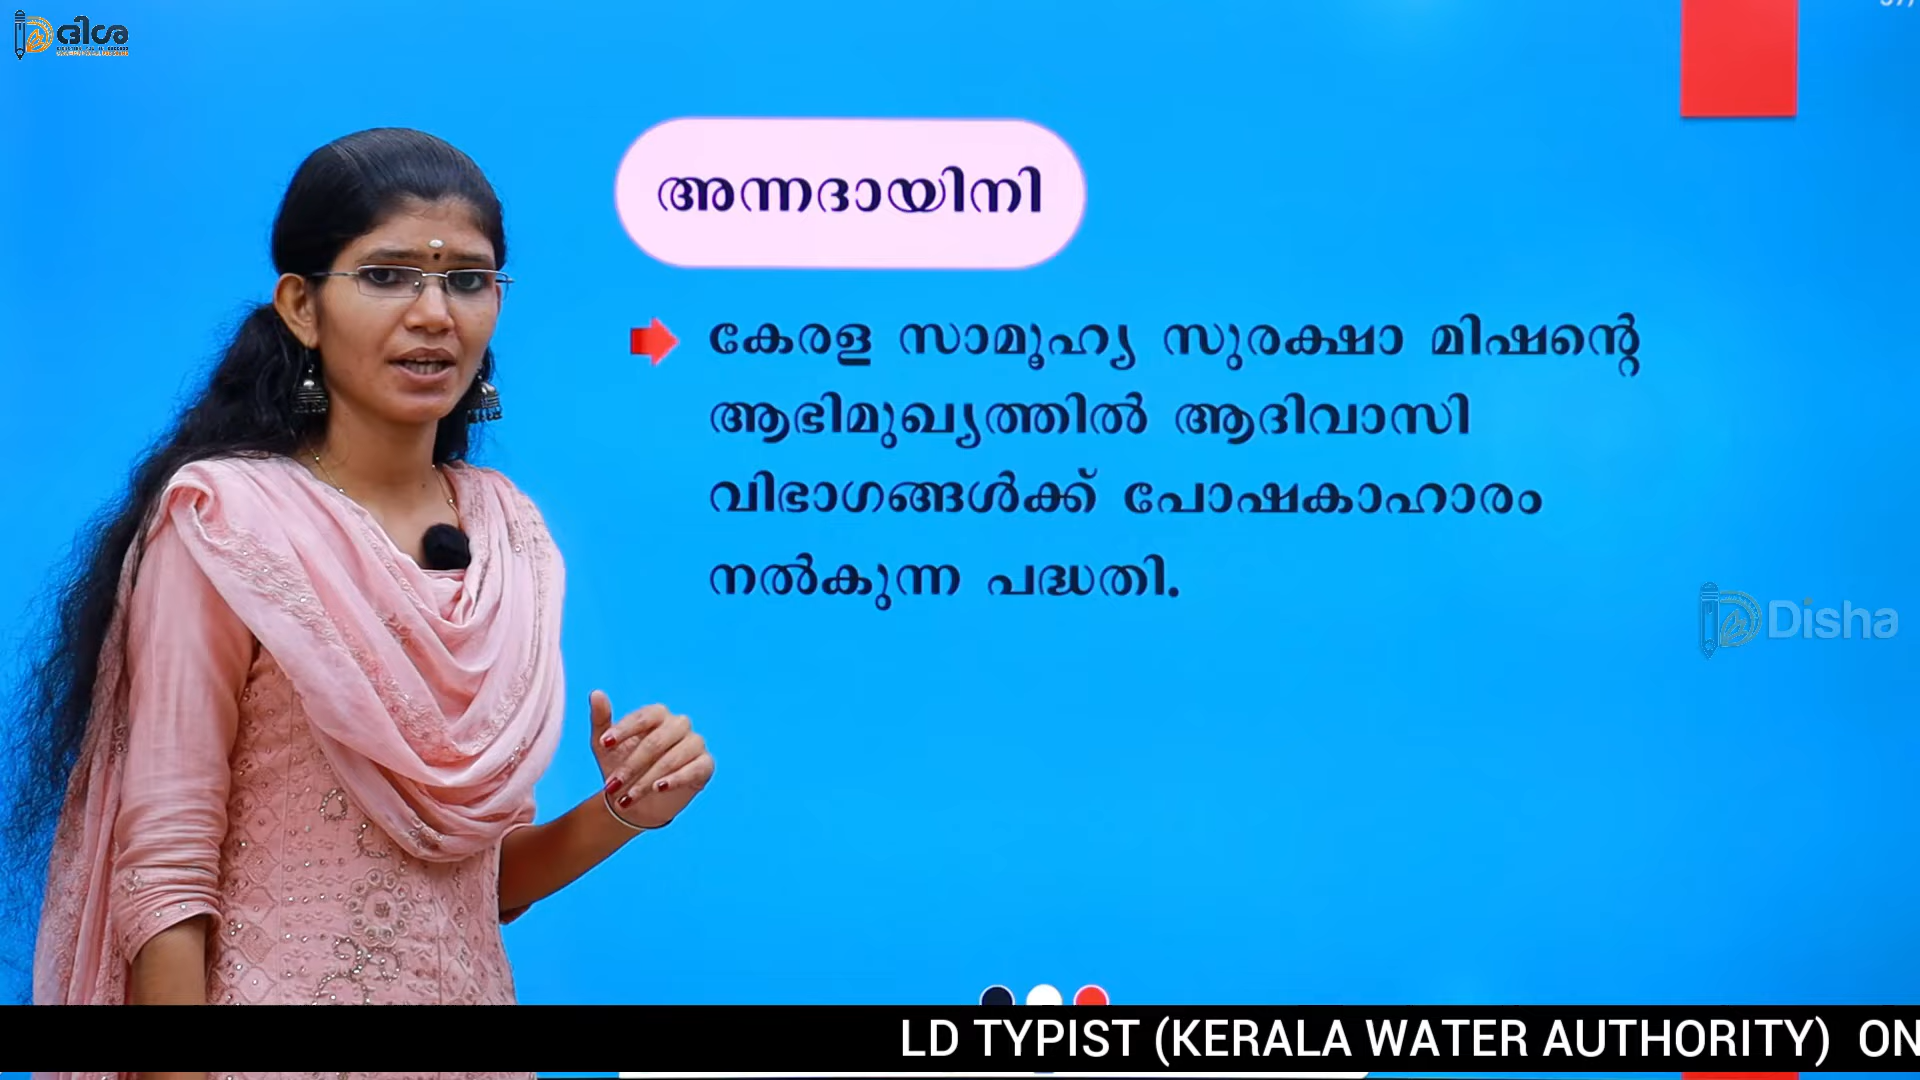 ദിശ
അന്നദായിനി
കേരള സാമൂഹ്യ സുരക്ഷാ മിഷന്റെ
ആഭിമുഖ്യത്തിൽ ആദിവാസി
വിഭാഗങ്ങൾക്ക് പോഷകാഹാരം
നൽകുന്ന പദ്ധതി.
Disha
LD TYPIST (KERALA WATER AUTHORITY) ON